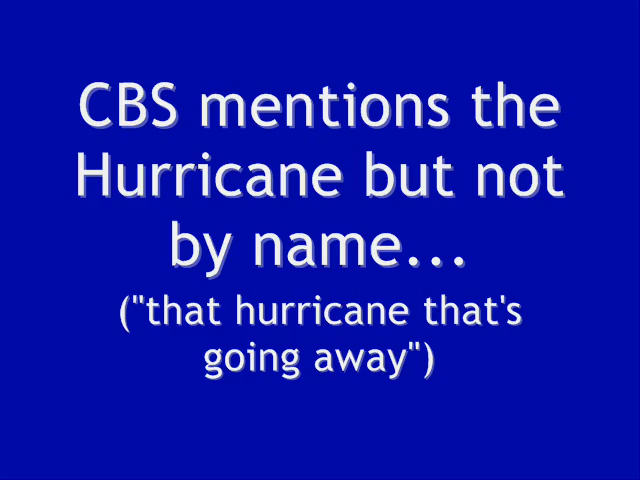 CBS mentions the
Hurricane but not
by name...
("that hurricane that's
going away")